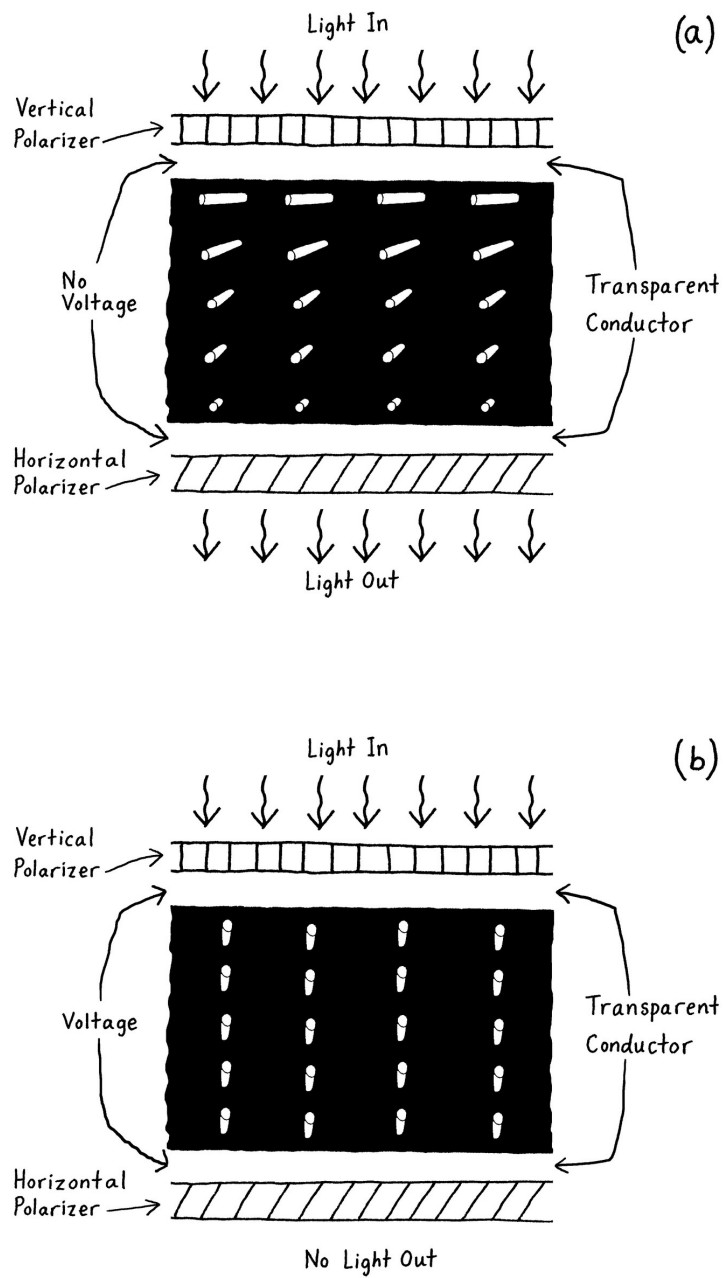 Light In
(a)
Vertical
Polarizer
No
Voltage
Transparent
Conductor
Horizontal
Polarizer
Light Out
Light In
(b)
Vertical
Polarizer
Voltage
Transparent
Conductor
Horizontal
Polarizer
No Light Out